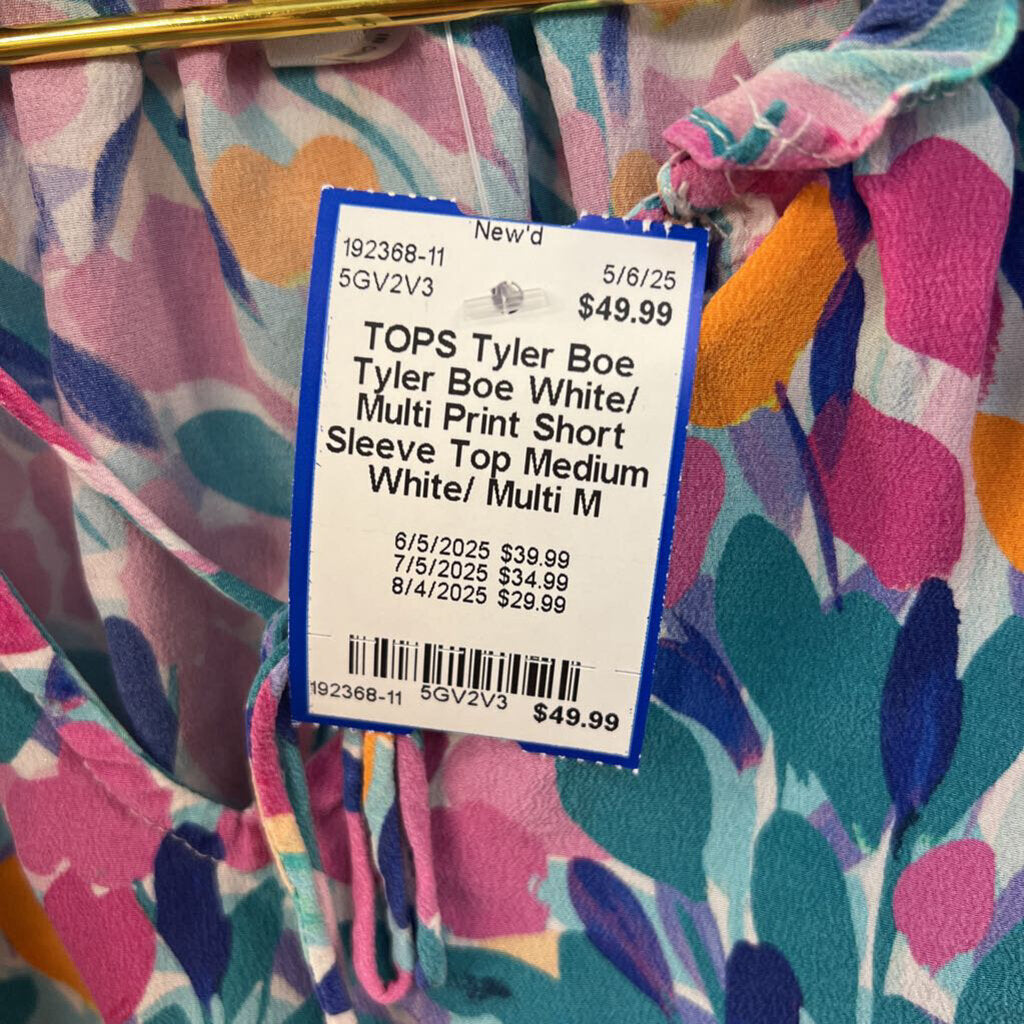 New'd
192368-11
5/6/25
5GV2V3
$49.99
TOPS Tyler Boe
Tyler Boe White/
Multi Print Short
Sleeve Top Medium
White/ Multi M
6/5/2025 $39.99
7/5/2025 $34.99
8/4/2025 $29.99
192368-11 5GV2V3
$49.99